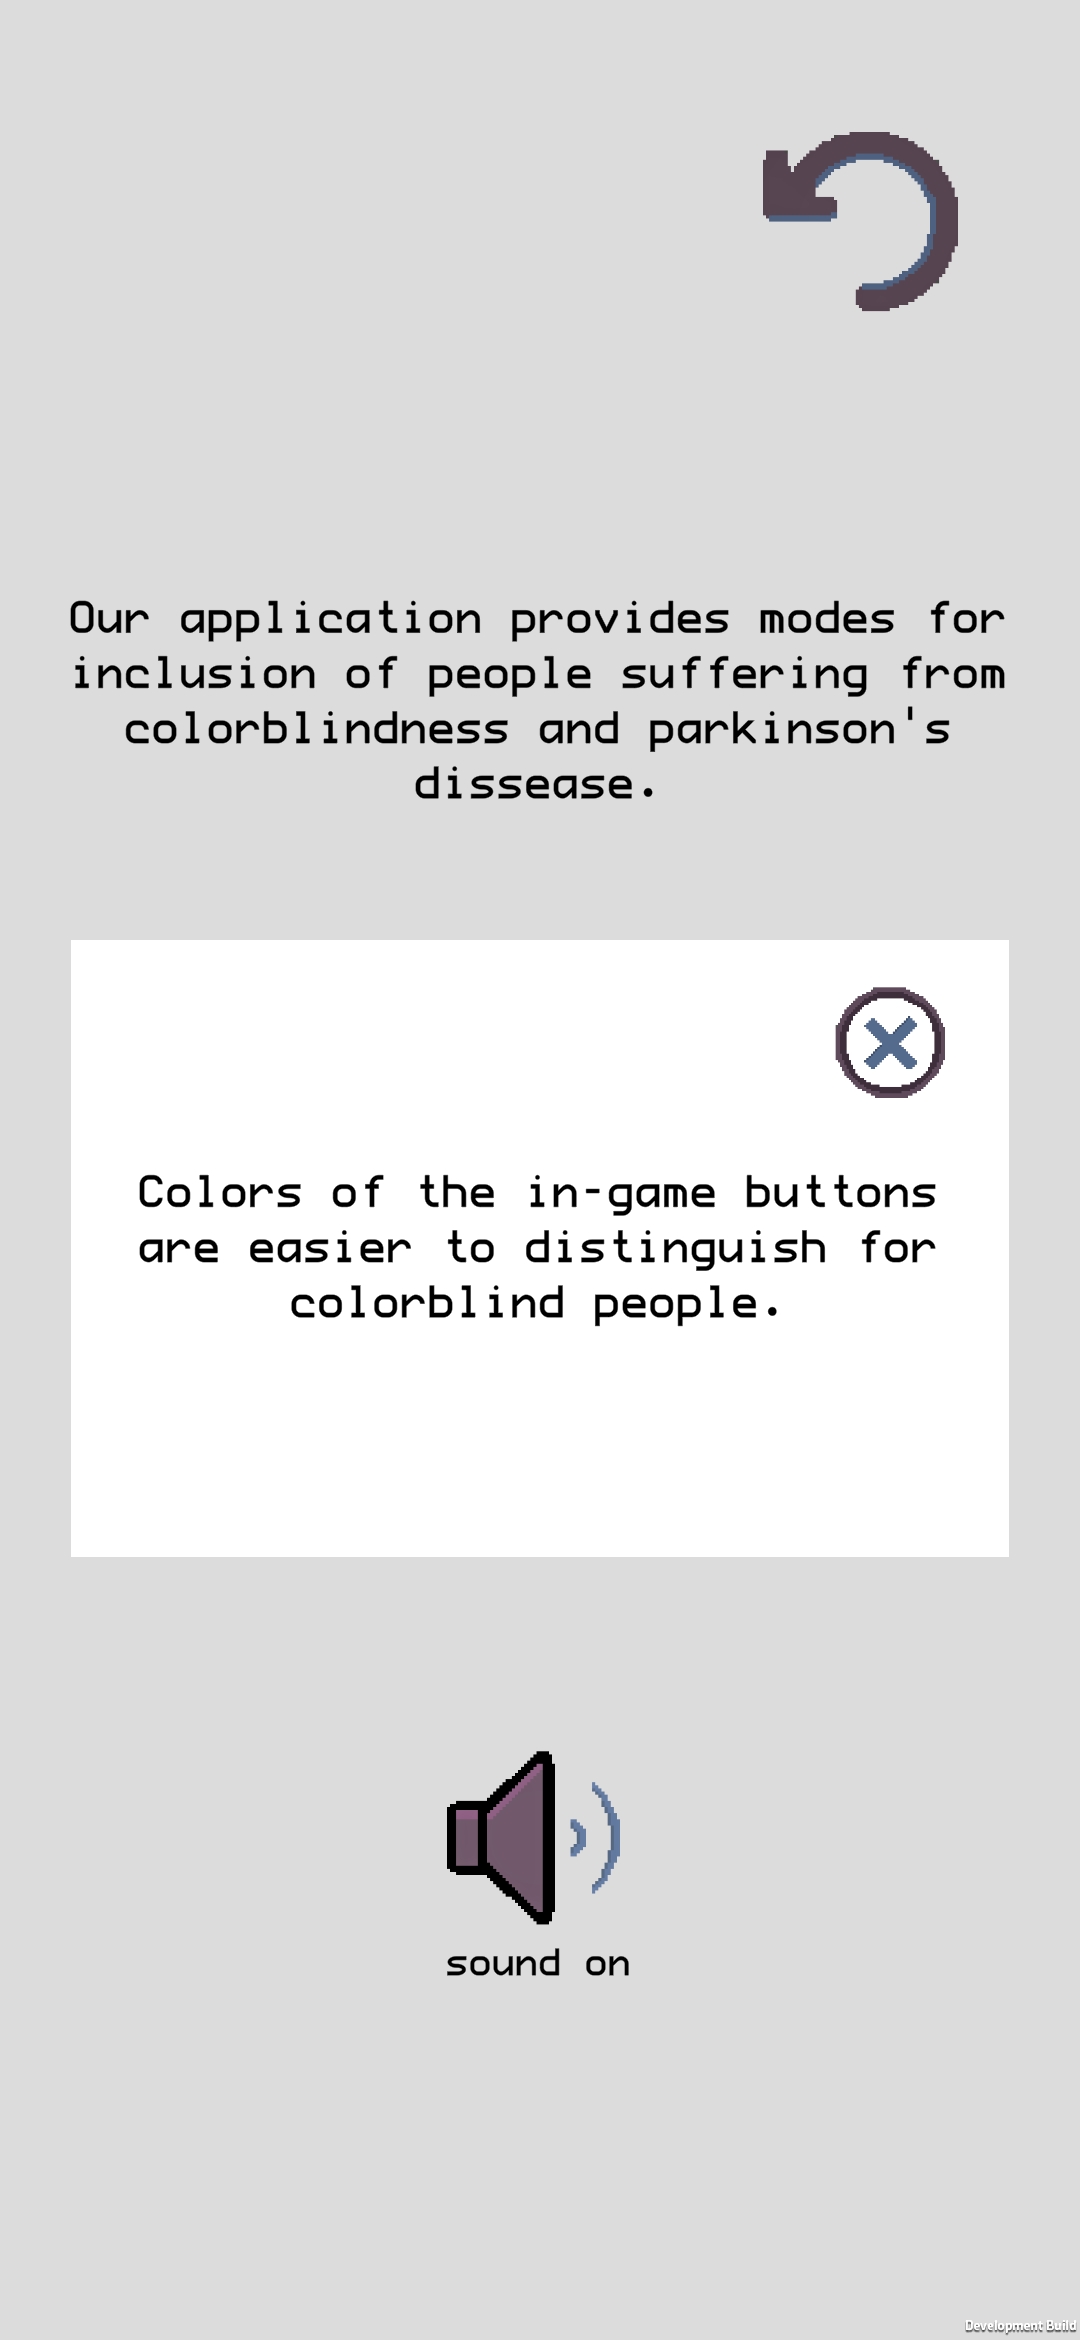 Our application provides modes for
inclusion of people suffering from
colorblindness and parkinson's
dissease.
Colors of the in-game buttons
are easier to distinguish for
colorblind people.
sound on
Development Build